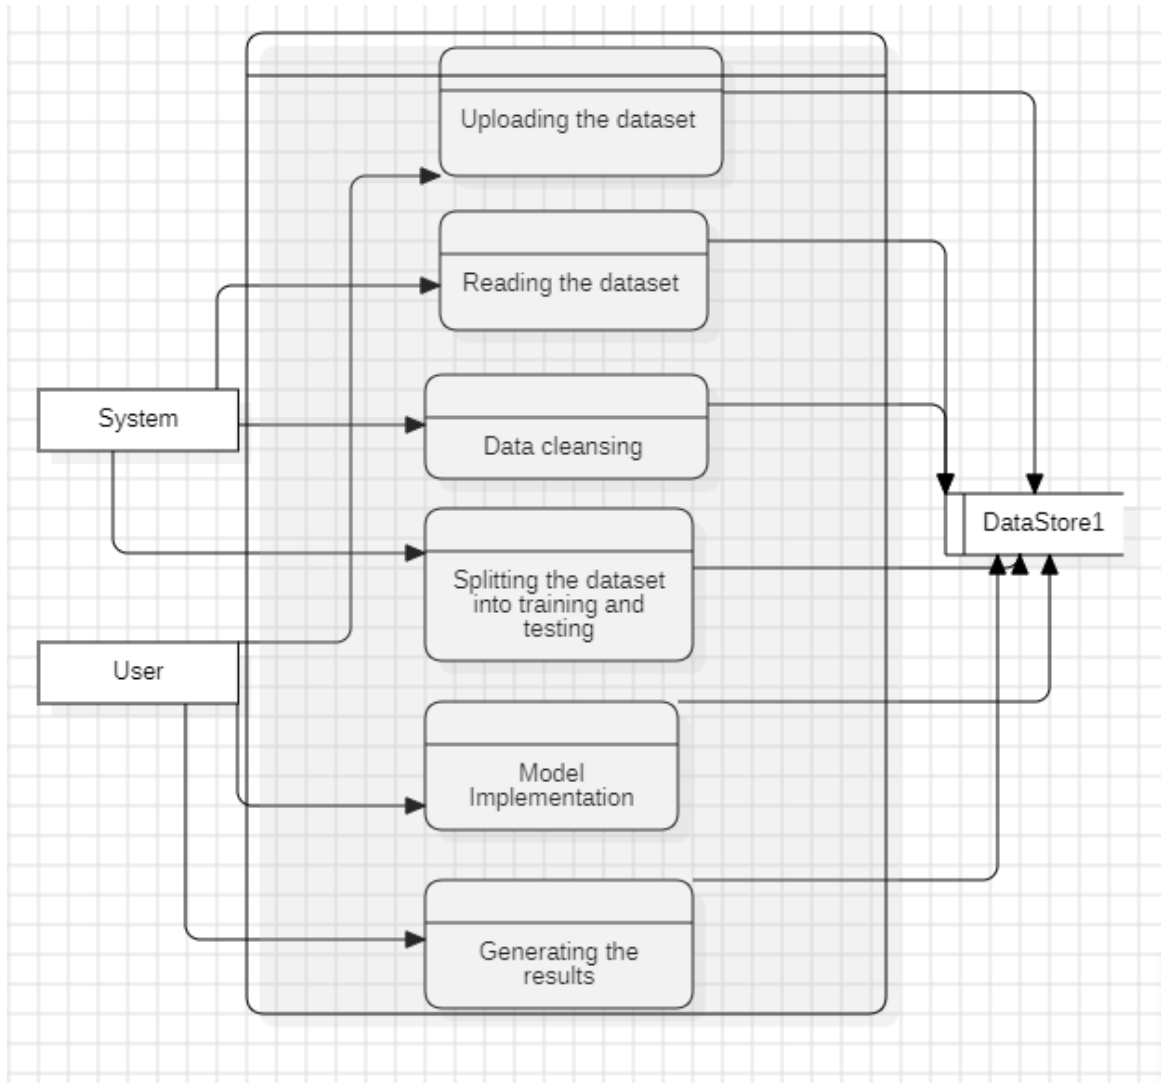 Uploading the dataset
Reading the dataset
System
Data cleansing
DataStore1
Splitting the dataset
into training and
testing
User
Model
Implementation
Generating the
results